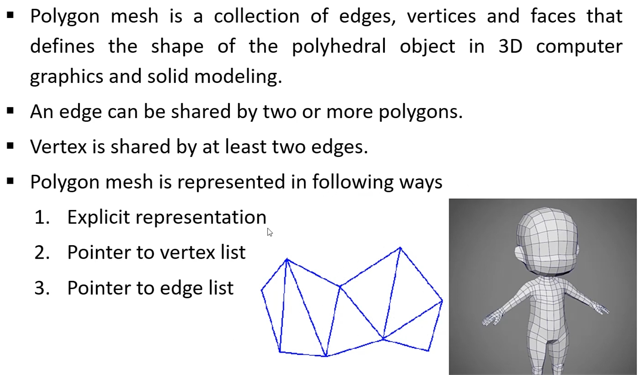 ▪ Polygon mesh is a collection of edges, vertices and faces that
defines the shape of the polyhedral object in 3D computer
graphics and solid modeling.
▪ An edge can be shared by two or more polygons.
▪ Vertex is shared by at least two edges.
▪ Polygon mesh is represented in following ways
1. Explicit representation
2. Pointer to vertex list
3. Pointer to edge list